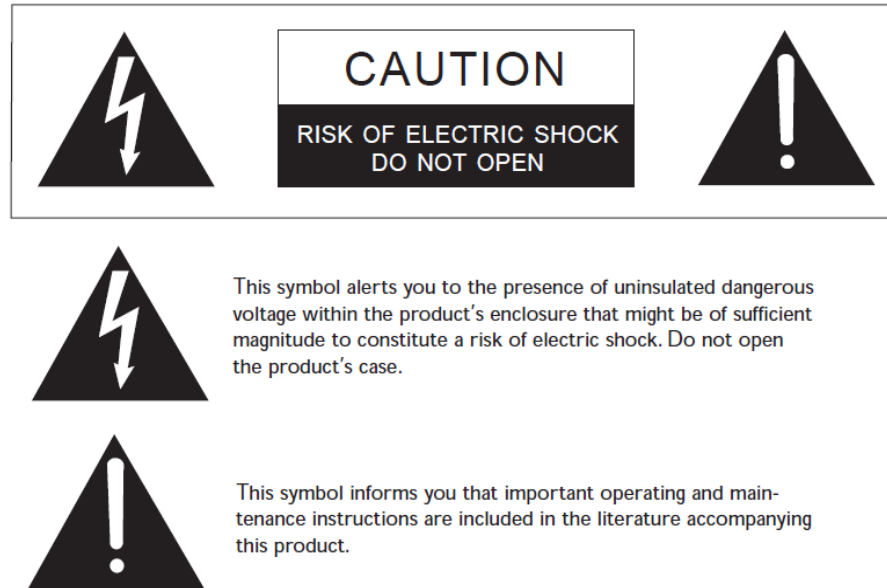 CAUTION
RISK OF ELECTRIC SHOCK
DO NOT OPEN
This symbol alerts you to the presence of uninsulated dangerous
voltage within the product's enclosure that might be of sufficient
magnitude to constitute a risk of electric shock. Do not open
the product's case.
This symbol informs you that important operating and main-
tenance instructions are included in the literature accompanying
this product.